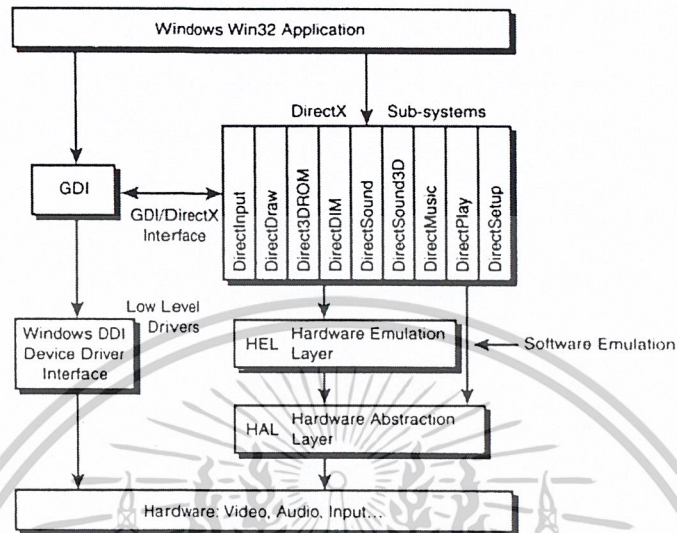 Windows Win32 Application
DirectX Sub-systems
GDI
GDI/DirectX
Interface
DirectInput
DirectDraw
Direct3DROM
DirectDIM
DirectSound
DirectSound3D
DirectMusic
DirectPlay
DirectSetup
Low Level
Drivers
Windows DDI
Device Driver
Interface
HEL Hardware Emulation
Layer
Software Emulation
HAL Hardware Abstraction
Layer
Hardware: Video, Audio, Input...